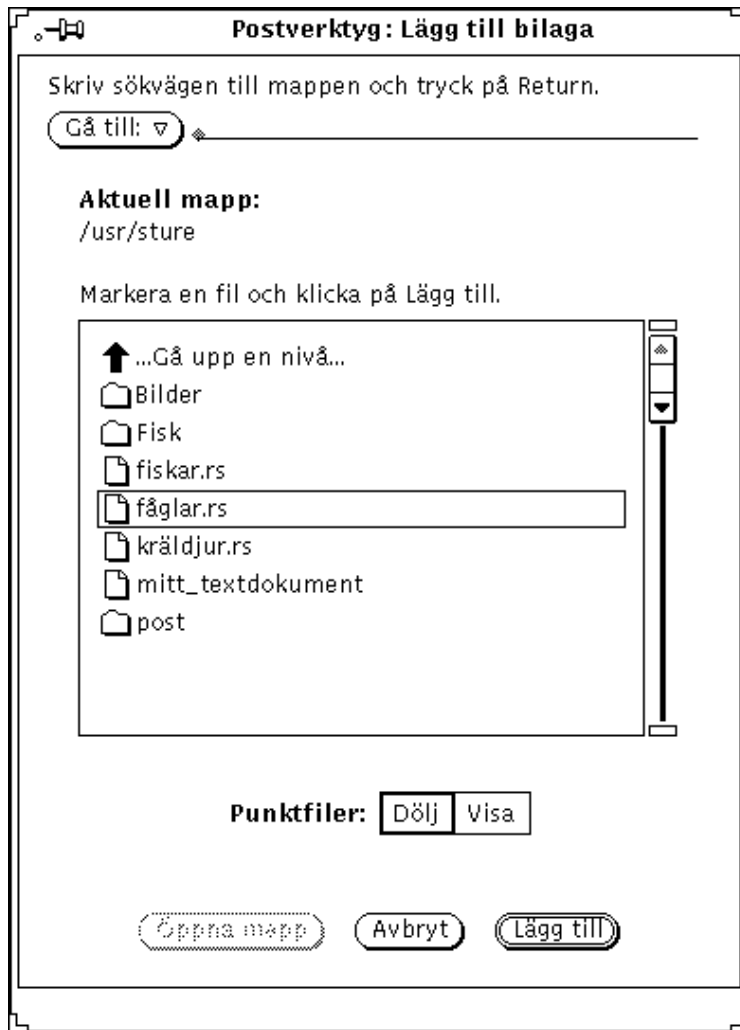 Postverktyg: Lägg till bilaga
Skriv sökvägen till mappen och tryck på Return.
Gå till:
Aktuell mapp:
/usr/sture
Markera en fil och klicka på Lägg till.
...Gå upp en nivå...
Bilder
Fisk
fiskar.rs
fåglar.rs
kräldjur.rs
mitt_textdokument
post
Punktfiler: Dölj Visa
Öppna mapp Avbryt Lägg till